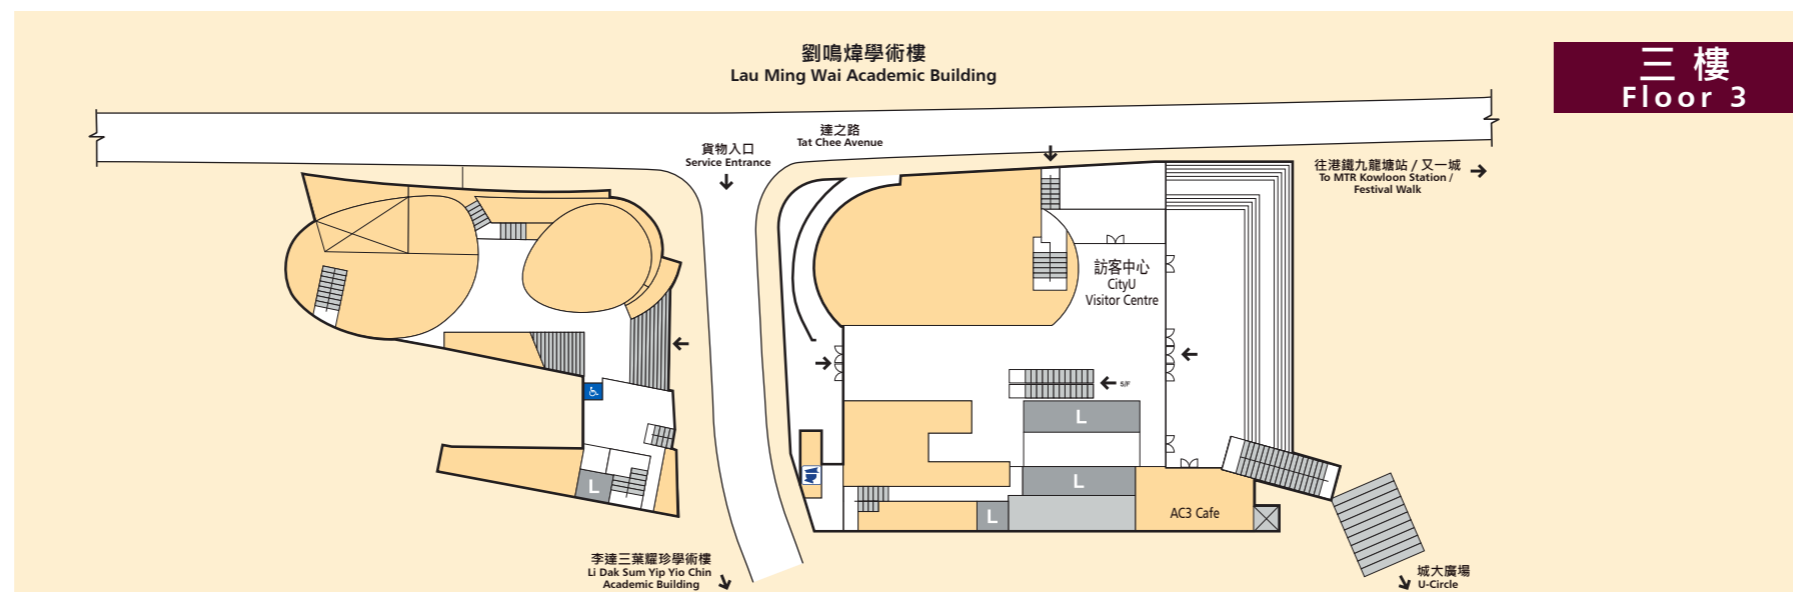 劉鳴煒學術樓
Lau Ming Wai Academic Building
三樓
Floor 3
達之路
Tat Chee Avenue
貨物入口
Service Entrance
往港鐵九龍塘站 / 又一城
To MTR Kowloon Station /
Festival Walk
訪客中心
CityU
Visitor Centre
5/F
L
L
L
L
AC3 Cafe
李達三葉耀珍學術樓
Li Dak Sum Yip Yio Chin
Academic Building
城大廣場
U-Circle